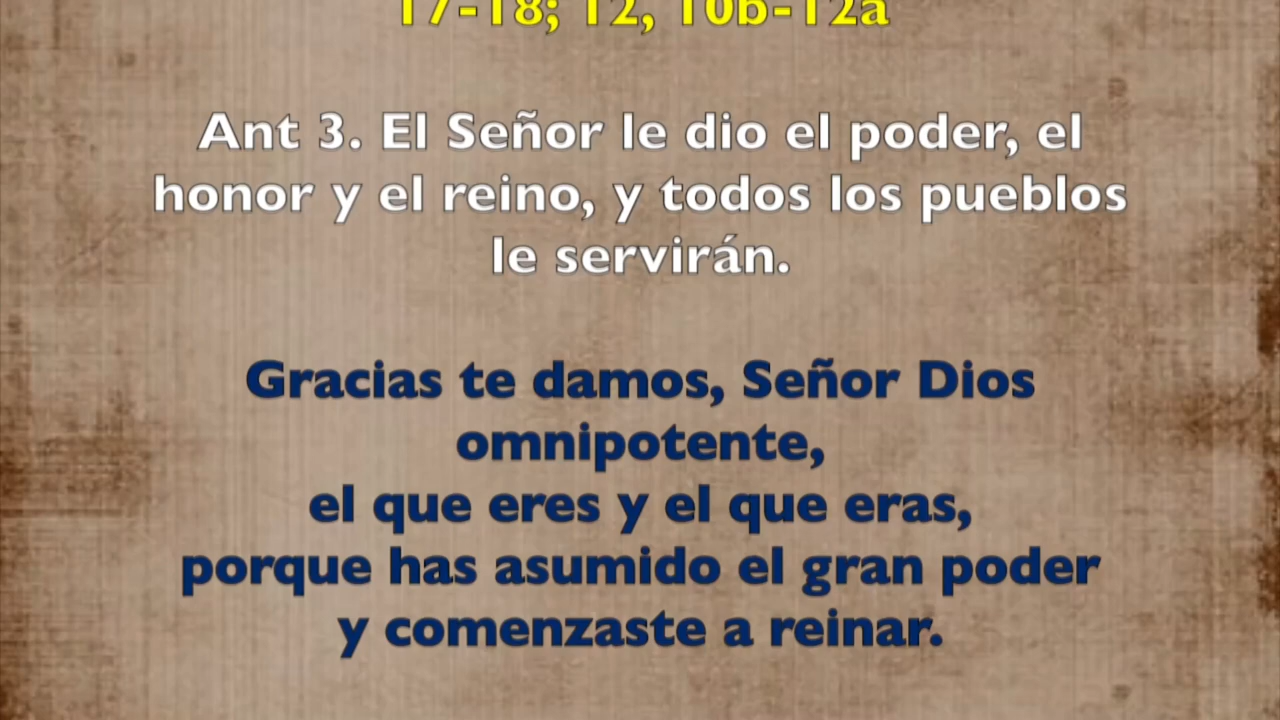 17-18; 12, 10b-12a
Ant 3. El Señor le dio el poder, el
honor y el reino, y todos los pueblos
le servirán.
Gracias te damos, Señor Dios
omnipotente,
el que eres y el que eras,
porque has asumido el gran poder
y comenzaste a reinar.